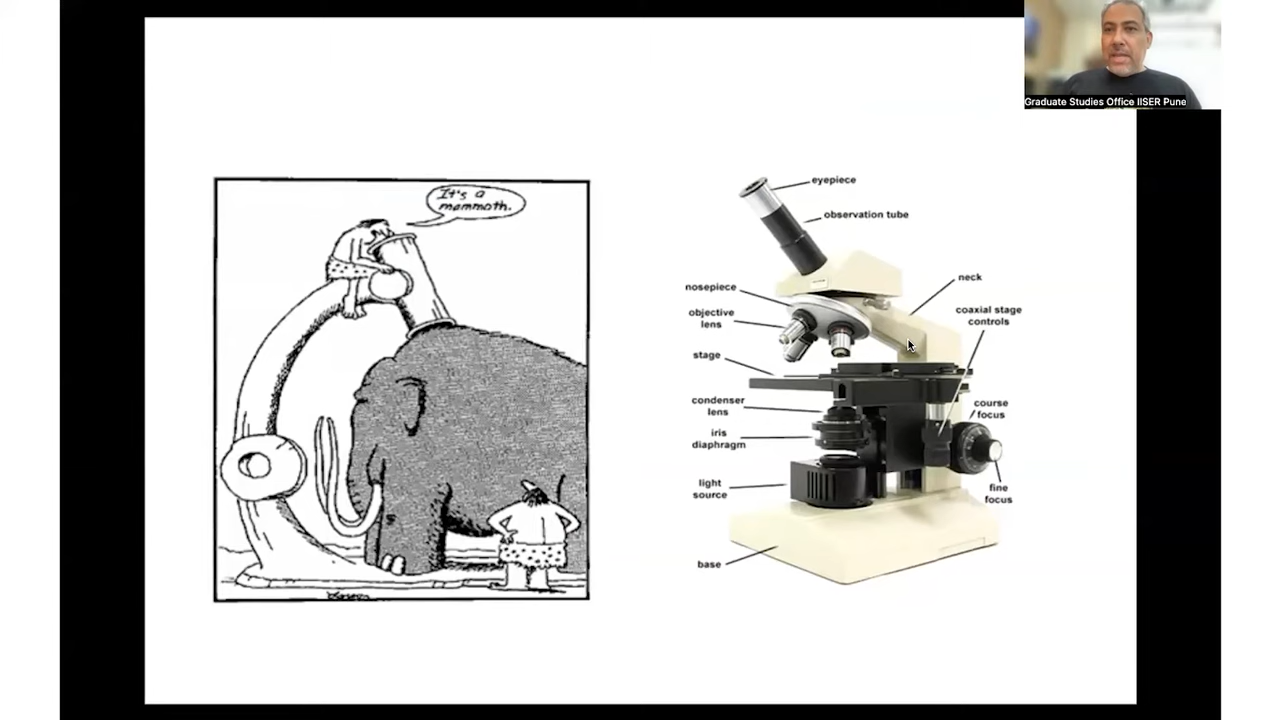 Graduate Studies Office IISER Pune
It's a
mammoth.
eyepiece
observation tube
nosepiece
neck
objective
lens
coaxial stage
controls
stage
condenser
lens
course
focus
iris
diaphragm
light
source
fine
focus
base